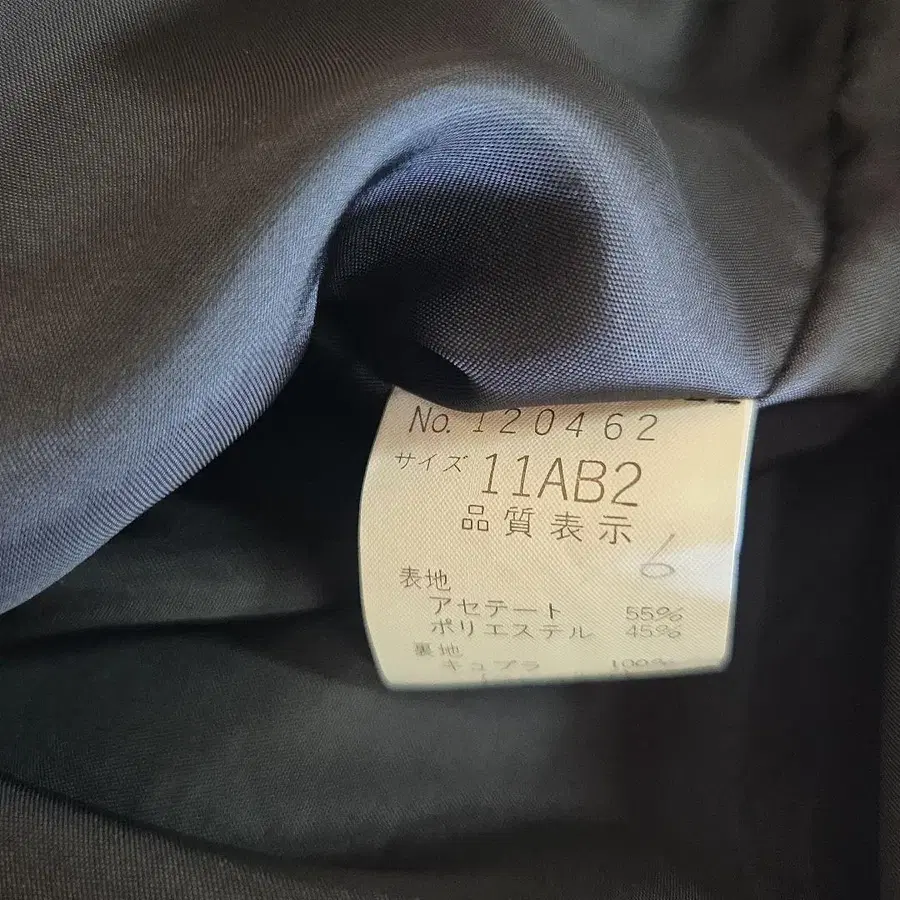 No. 120462
サイズ 11AB2
品質表示
6
表地
アセテート 55%
ポリエステル 45%
裏地
キュプラ 100%